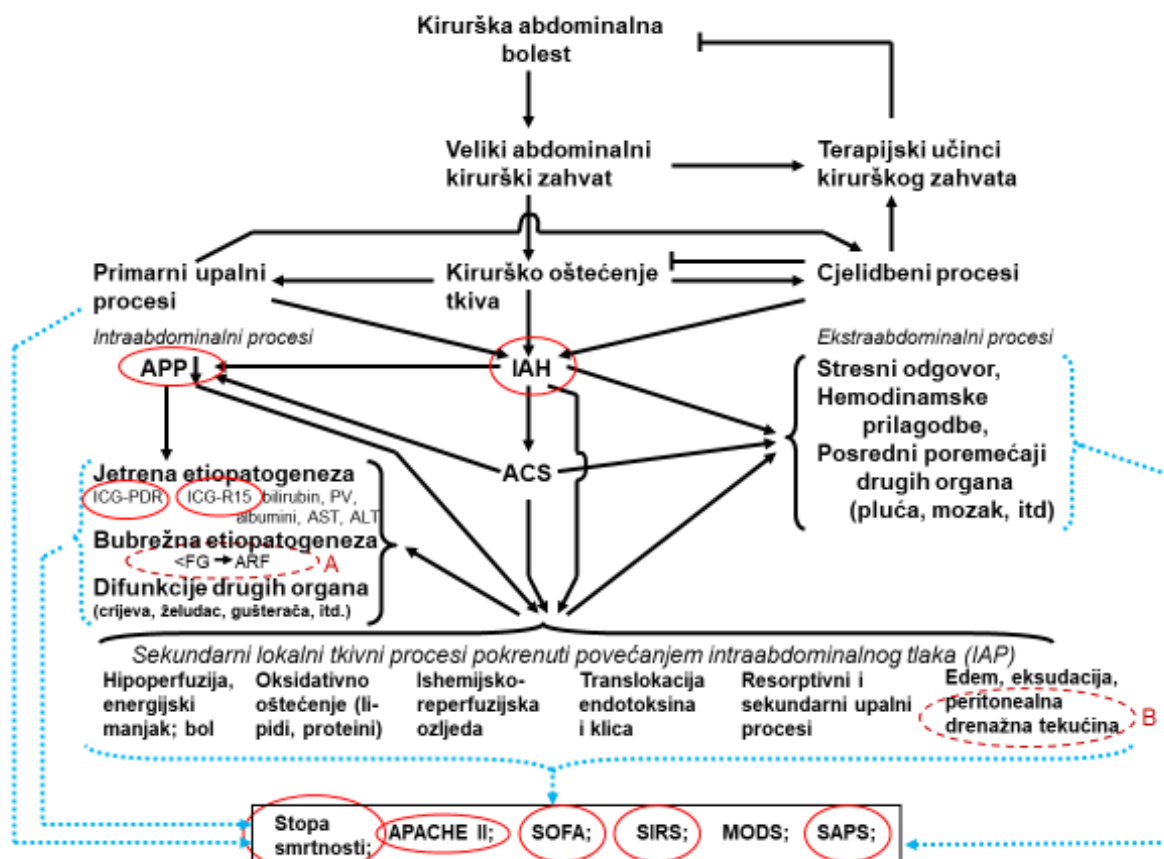 Kirurška abdominalna
bolest
Veliki abdominalni
kirurški zahvat
Terapijski učinci
kirurškog zahvata
Primarni upalni
procesi
Kirurško oštećenje
tkiva
Cjelidbeni procesi
Intraabdominalni procesi
Ekstraabdominalni procesi
APP
IAH
ACS
Stresni odgovor,
Hemodinamske
prilagodbe,
Posredni poremećaji
drugih organa
(pluća, mozak, itd)
Jetrena etiopatogeneza
ICG-PDR ICG-R15 bilirubin, PV,
albumini, AST, ALT
Bubrežna etiopatogeneza
<FG ARF A
Difunkcije drugih organa
(crijeva, želudac, gušterača, itd.)
Sekundarni lokalni tkivni procesi pokrenuti povećanjem intraabdominalnog tlaka (IAP)
Hipoperfuzija,
energijski
manjak; bol
Oksidativno
oštećenje (li-
pidi, proteini)
Ishemijsko-
reperfuzijska
ozljeda
Translokacija
endotoksina
i klica
Resorptivni i
sekundarni upalni
procesi
Edem, eksudacija,
peritonealna
drenažna tekućina
B
Stopa
smrtnosti;
APACHE II; SOFA; SIRS; MODS; SAPS;